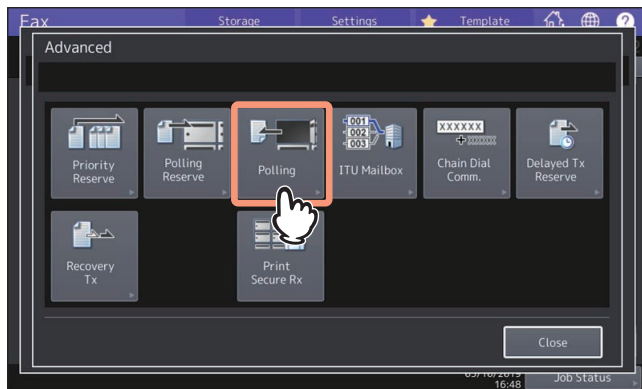 Fax
Storage
Settings
Template
Advanced
Priority
Reserve
Polling
Reserve
Polling
001
002
003
ITU Mailbox
XXXXXX
+XXXXXX
Chain Dial
Comm.
Delayed Tx
Reserve
Recovery
Tx
Print
Secure Rx
Close
16:48
Job Status